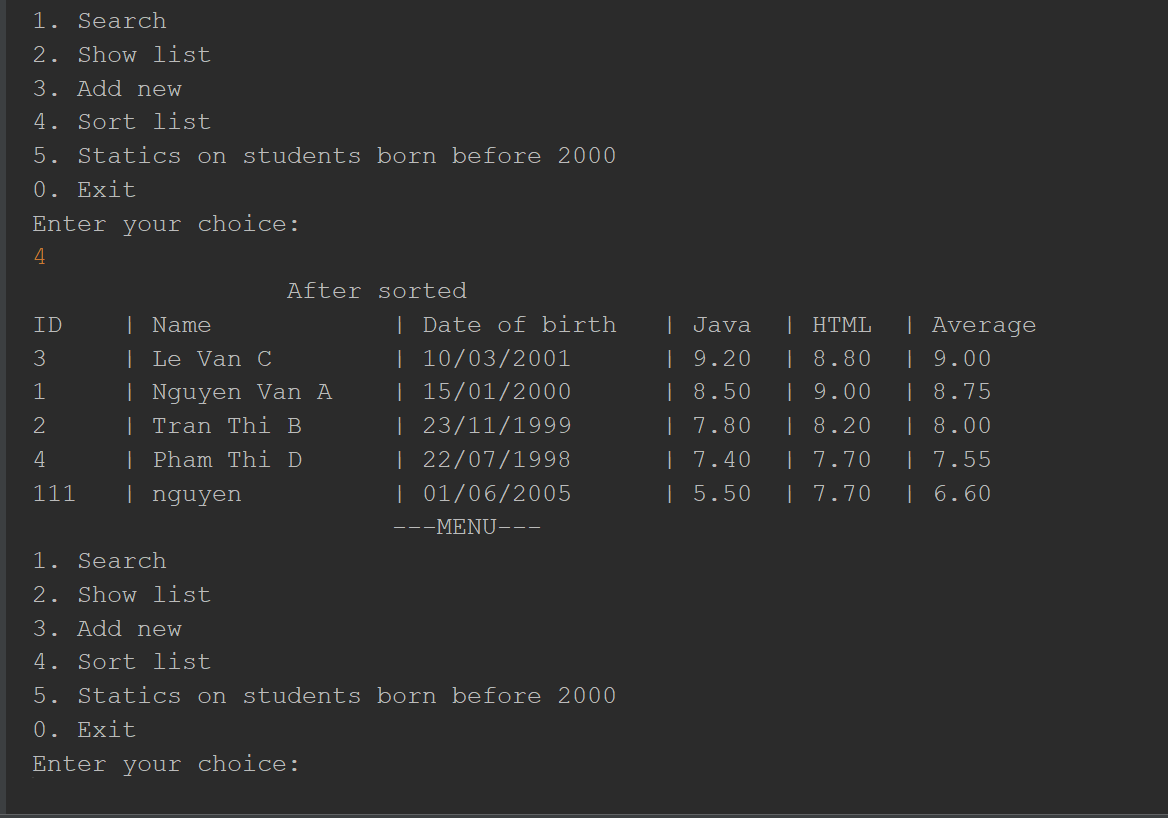 1. Search
2. Show list
3. Add new
4. Sort list
5. Statics on students born before 2000
0. Exit
Enter your choice:
4
After sorted
ID | Name | Date of birth | Java | HTML | Average
3 | Le Van C | 10/03/2001 | 9.20 | 8.80 | 9.00
1 | Nguyen Van A | 15/01/2000 | 8.50 | 9.00 | 8.75
2 | Tran Thi B | 23/11/1999 | 7.80 | 8.20 | 8.00
4 | Pham Thi D | 22/07/1998 | 7.40 | 7.70 | 7.55
111 | nguyen | 01/06/2005 | 5.50 | 7.70 | 6.60
---MENU---
1. Search
2. Show list
3. Add new
4. Sort list
5. Statics on students born before 2000
0. Exit
Enter your choice: